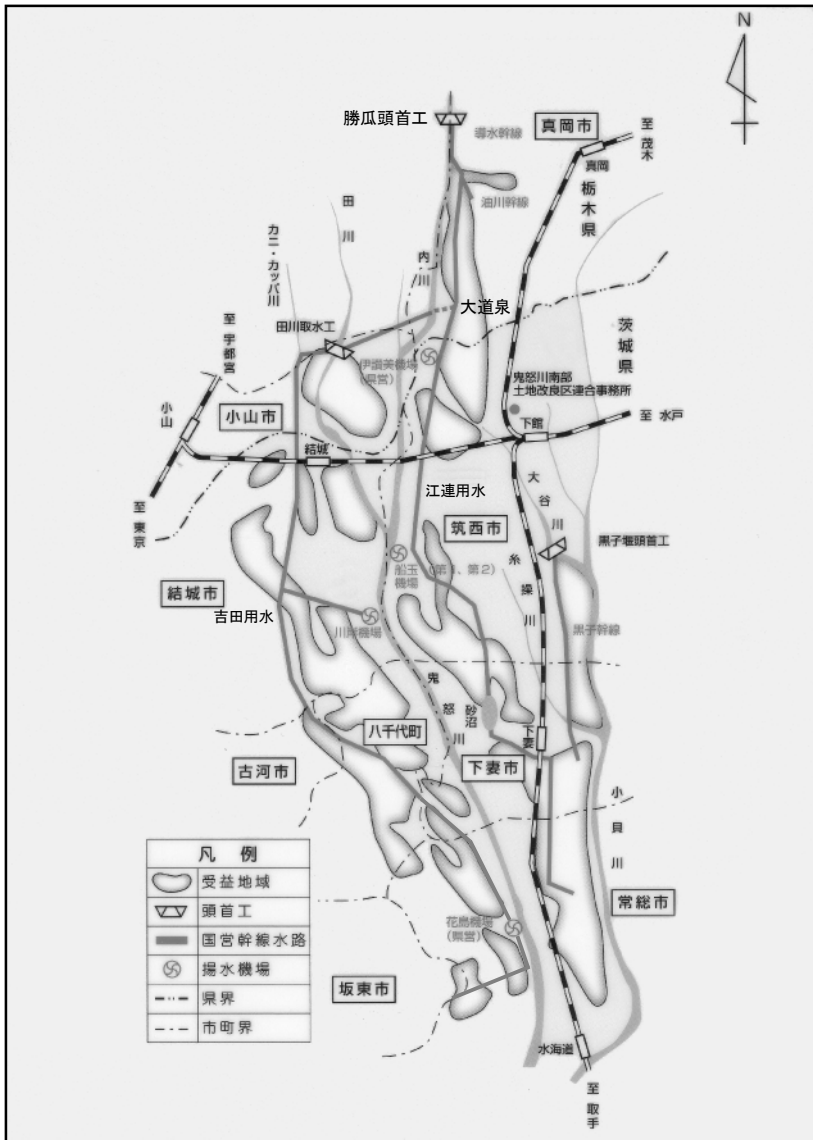 N
勝瓜頭首工
導水幹線
真岡市
至 茂木
真岡
栃木県
油川幹線
田川
カニ・カッパ川
内川
大道泉
至 宇都宮
田川取水工
伊讃美機場
(県営)
茨城県
鬼怒川南部
土地改良区連合事務所
小山
小山市
下館
至 水戸
結城
至 東京
江連用水
大谷川
筑西市
糸操川
黒子堰頭首工
船玉 (第1、第2)
機場
結城市
吉田用水
黒子幹線
鬼怒川
砂沼
八千代町
下妻
古河市
下妻市
小貝川
凡 例
受益地域
頭首工
国営幹線水路
揚水機場
県界
市町界
花島機場
(県営)
常総市
坂東市
水海道
至 取手